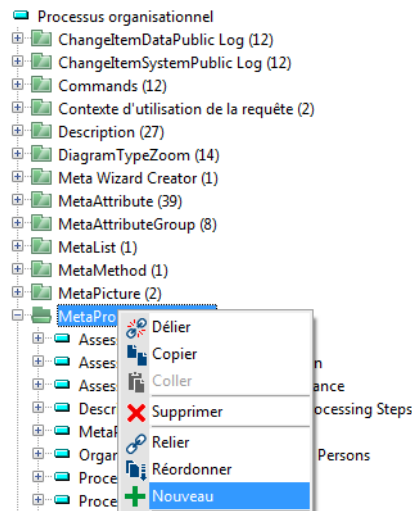 Processus organisationnel
ChangeItemDataPublic Log (12)
ChangeItemSystemPublic Log (12)
Commands (12)
Contexte d'utilisation de la requête (2)
Description (27)
DiagramTypeZoom (14)
Meta Wizard Creator (1)
MetaAttribute (39)
MetaAttributeGroup (8)
MetaList (1)
MetaMethod (1)
MetaPicture (2)
MetaPro
Délier
Asses
Copier
Asses n
Coller
Asses ance
Supprimer
Descr ocessing Steps
MetaP
Relier
Organ Persons
Réordonner
Proce
Nouveau
Proce